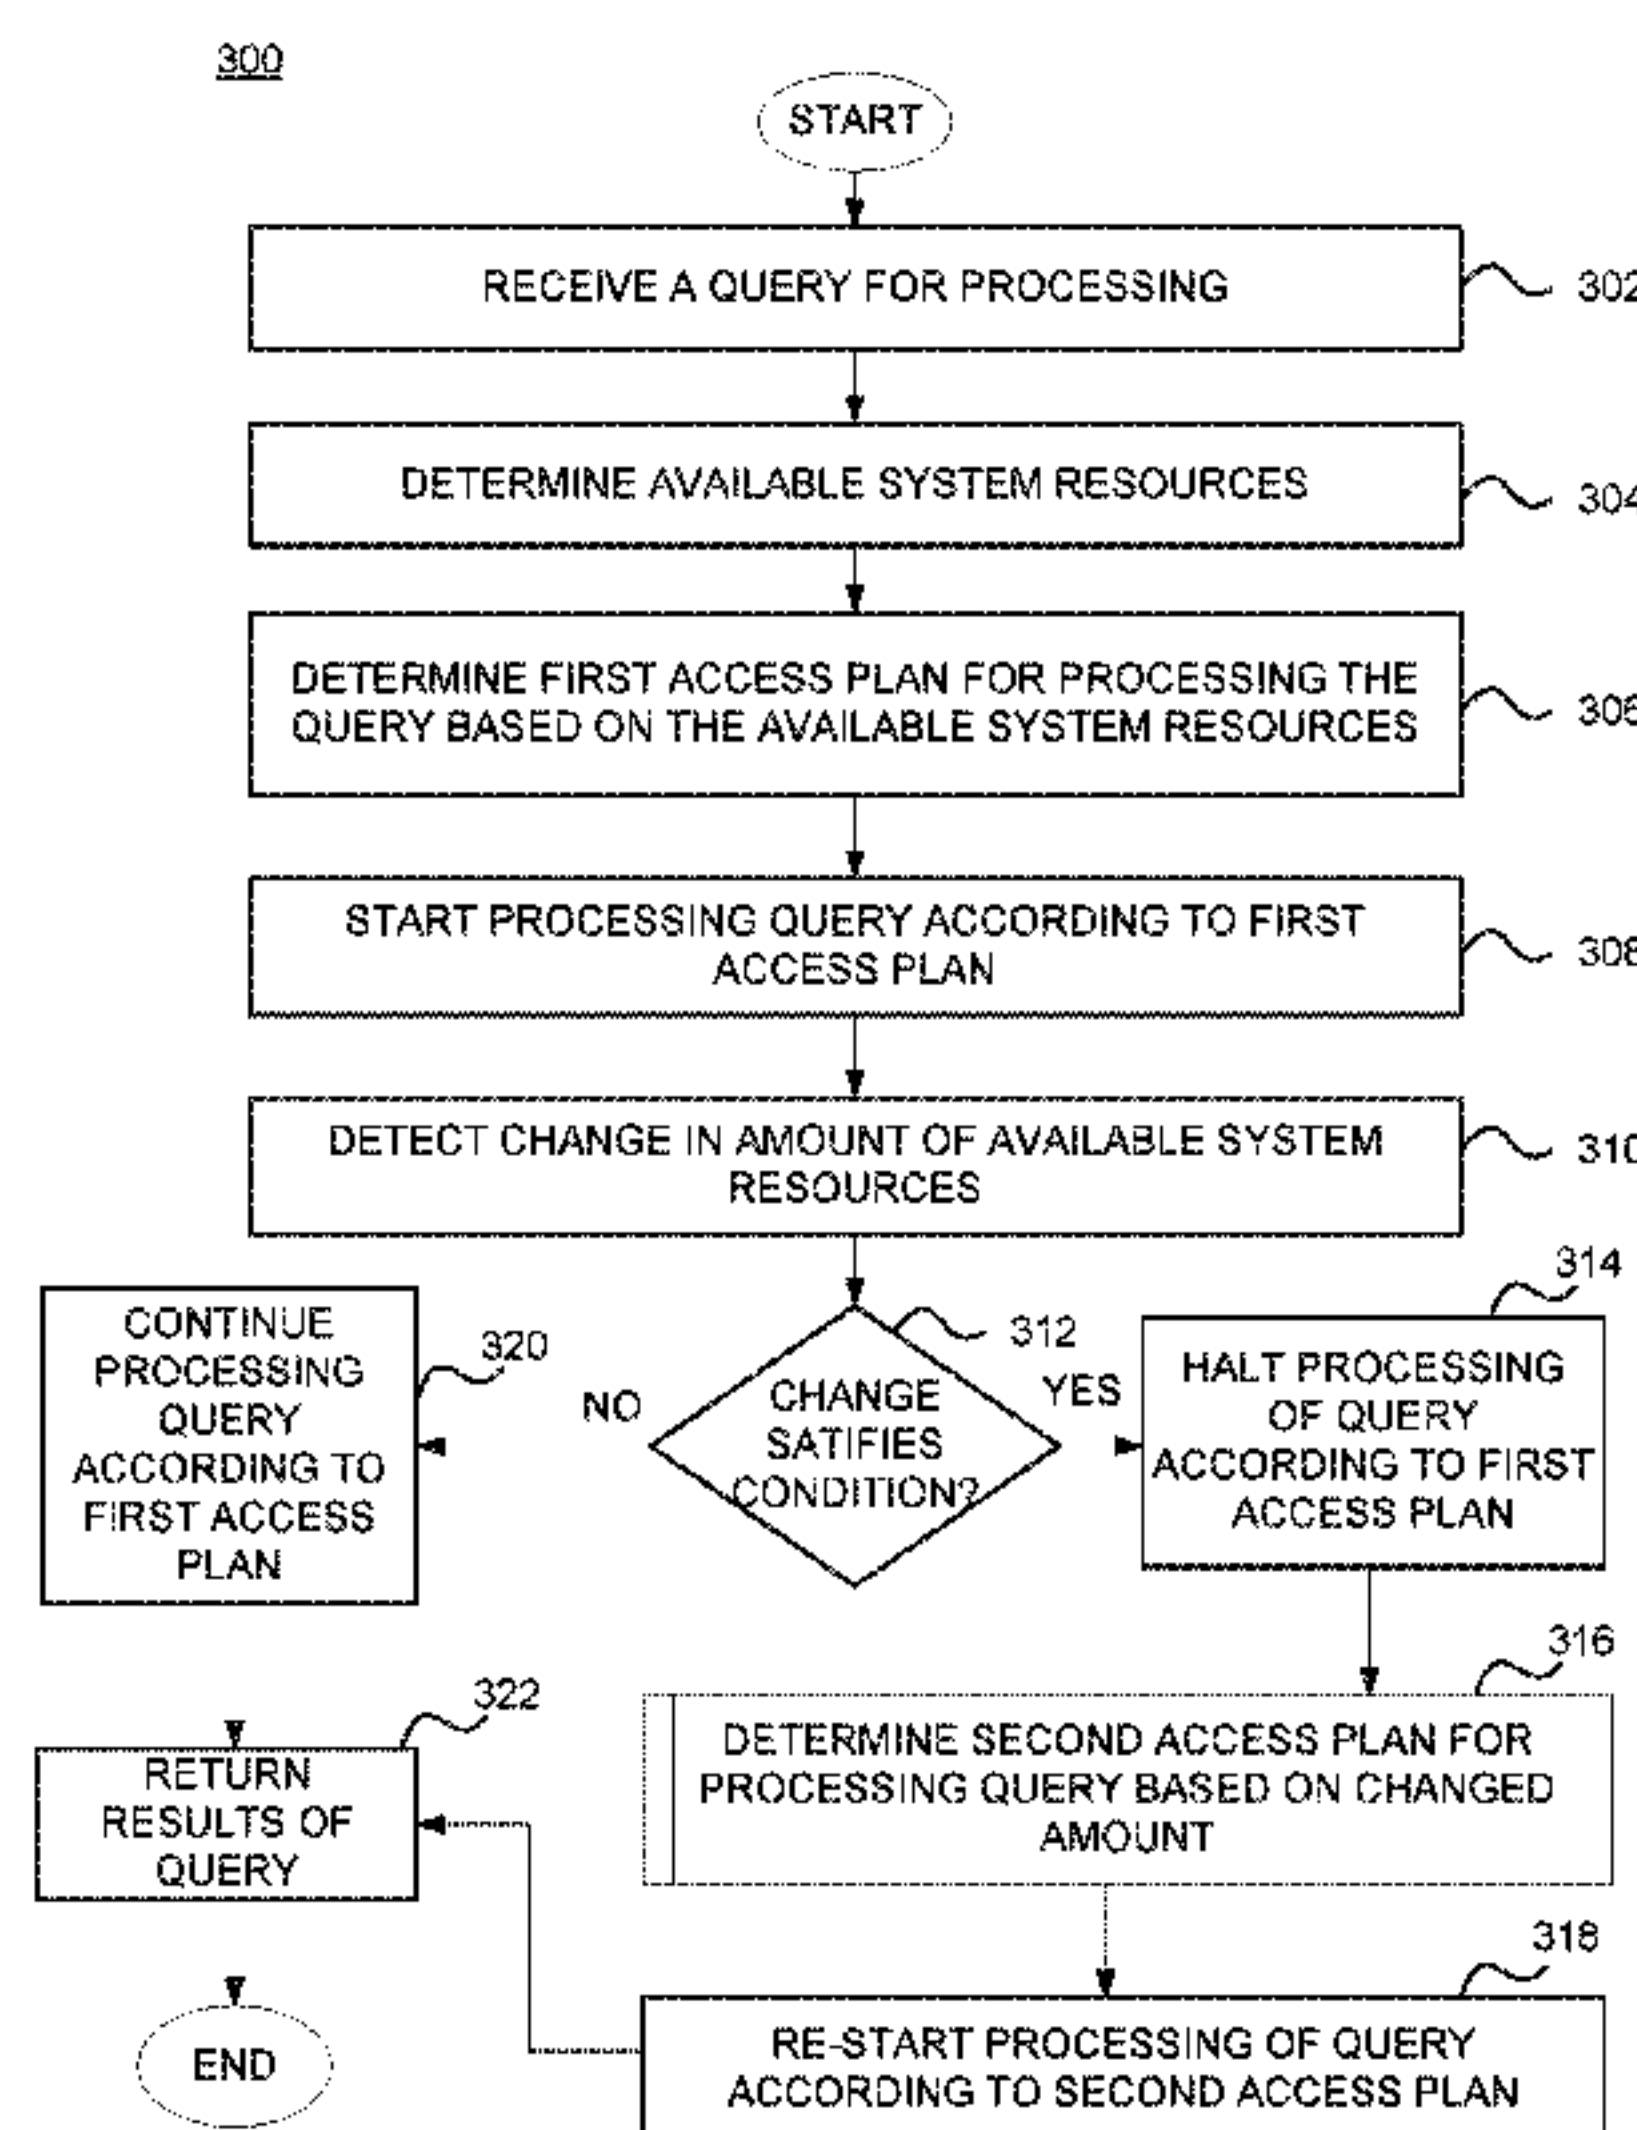 300
START
RECEIVE A QUERY FOR PROCESSING
302
DETERMINE AVAILABLE SYSTEM RESOURCES
304
DETERMINE FIRST ACCESS PLAN FOR PROCESSING THE
QUERY BASED ON THE AVAILABLE SYSTEM RESOURCES
306
START PROCESSING QUERY ACCORDING TO FIRST
ACCESS PLAN
308
DETECT CHANGE IN AMOUNT OF AVAILABLE SYSTEM
RESOURCES
310
312
CHANGE
SATIFIES
CONDITION?
NO
YES
314
HALT PROCESSING
OF QUERY
ACCORDING TO FIRST
ACCESS PLAN
320
CONTINUE
PROCESSING
QUERY
ACCORDING TO
FIRST ACCESS
PLAN
316
DETERMINE SECOND ACCESS PLAN FOR
PROCESSING QUERY BASED ON CHANGED
AMOUNT
322
RETURN
RESULTS OF
QUERY
318
RE-START PROCESSING OF QUERY
ACCORDING TO SECOND ACCESS PLAN
END